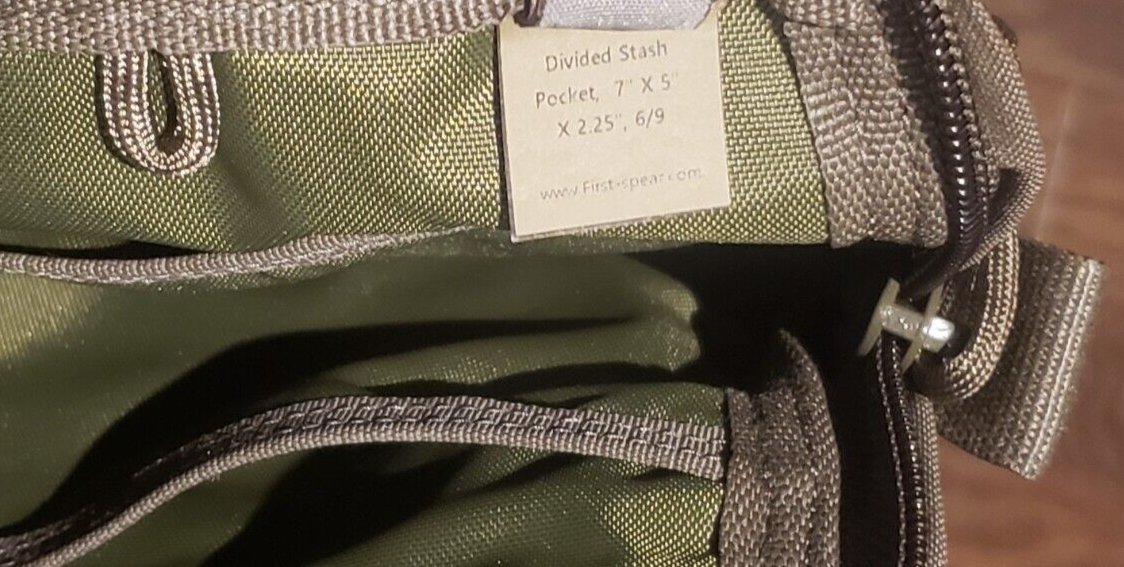 Divided Stash
Pocket, 7" X 5"
X 2.25", 6/9
www.First-spear.com